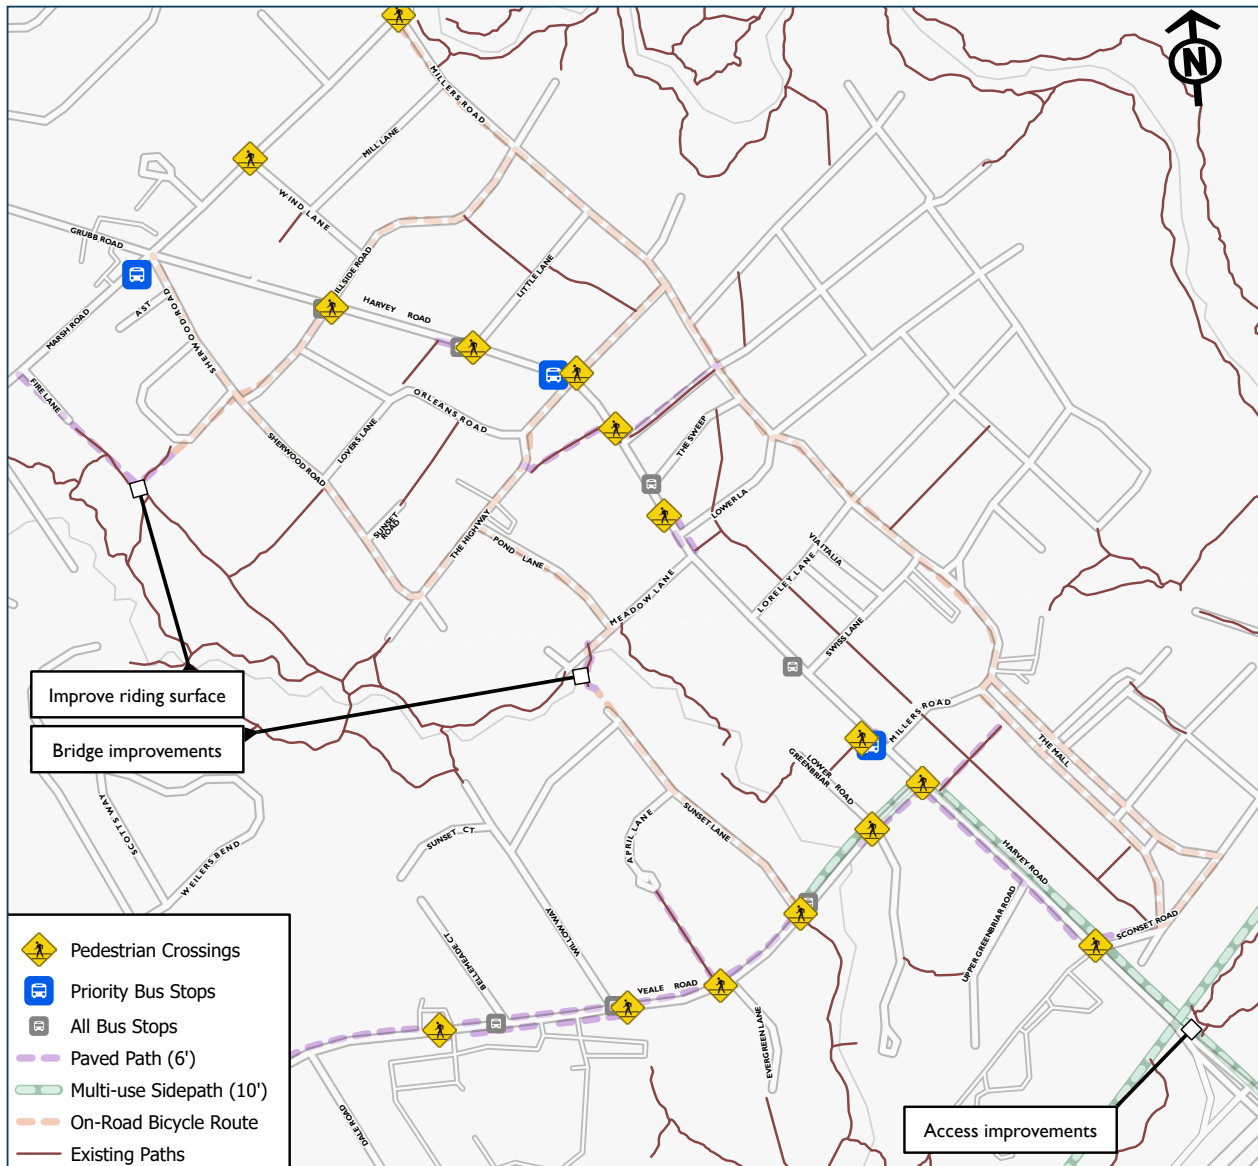 N
MILLERS ROAD
MILL LANE
WIND LANE
GRUBB ROAD
ILLSIDE ROAD
LITTLE LANE
HARVEY ROAD
MARSH ROAD
AST
SHERWOOD ROAD
FIRE LANE
ORLEANS ROAD
LOVERS LANE
THE SWEEP
SHERWOOD ROAD
LOWER LA
SUNSET
ROAD
THE HIGHWAY
POND LANE
VIA ITALIA
LORELEY LANE
MEADOW LANE
SWISS LANE
Improve riding surface
Bridge improvements
MILLERS ROAD
THE MALL
LOWER
GREENBRIAR ROAD
SCOTTS WAY
SUNSET CT
APRIL LANE
SUNSET LANE
WEILERS BEND
HARVEY ROAD
WILLOW WAY
BELLEMEADE CT
UPPER GREENBRIAR ROAD
SCONSET ROAD
VEALE ROAD
EVERGREEN LANE
DALE ROAD
Access improvements
Pedestrian Crossings
Priority Bus Stops
All Bus Stops
Paved Path (6')
Multi-use Sidepath (10')
On-Road Bicycle Route
Existing Paths